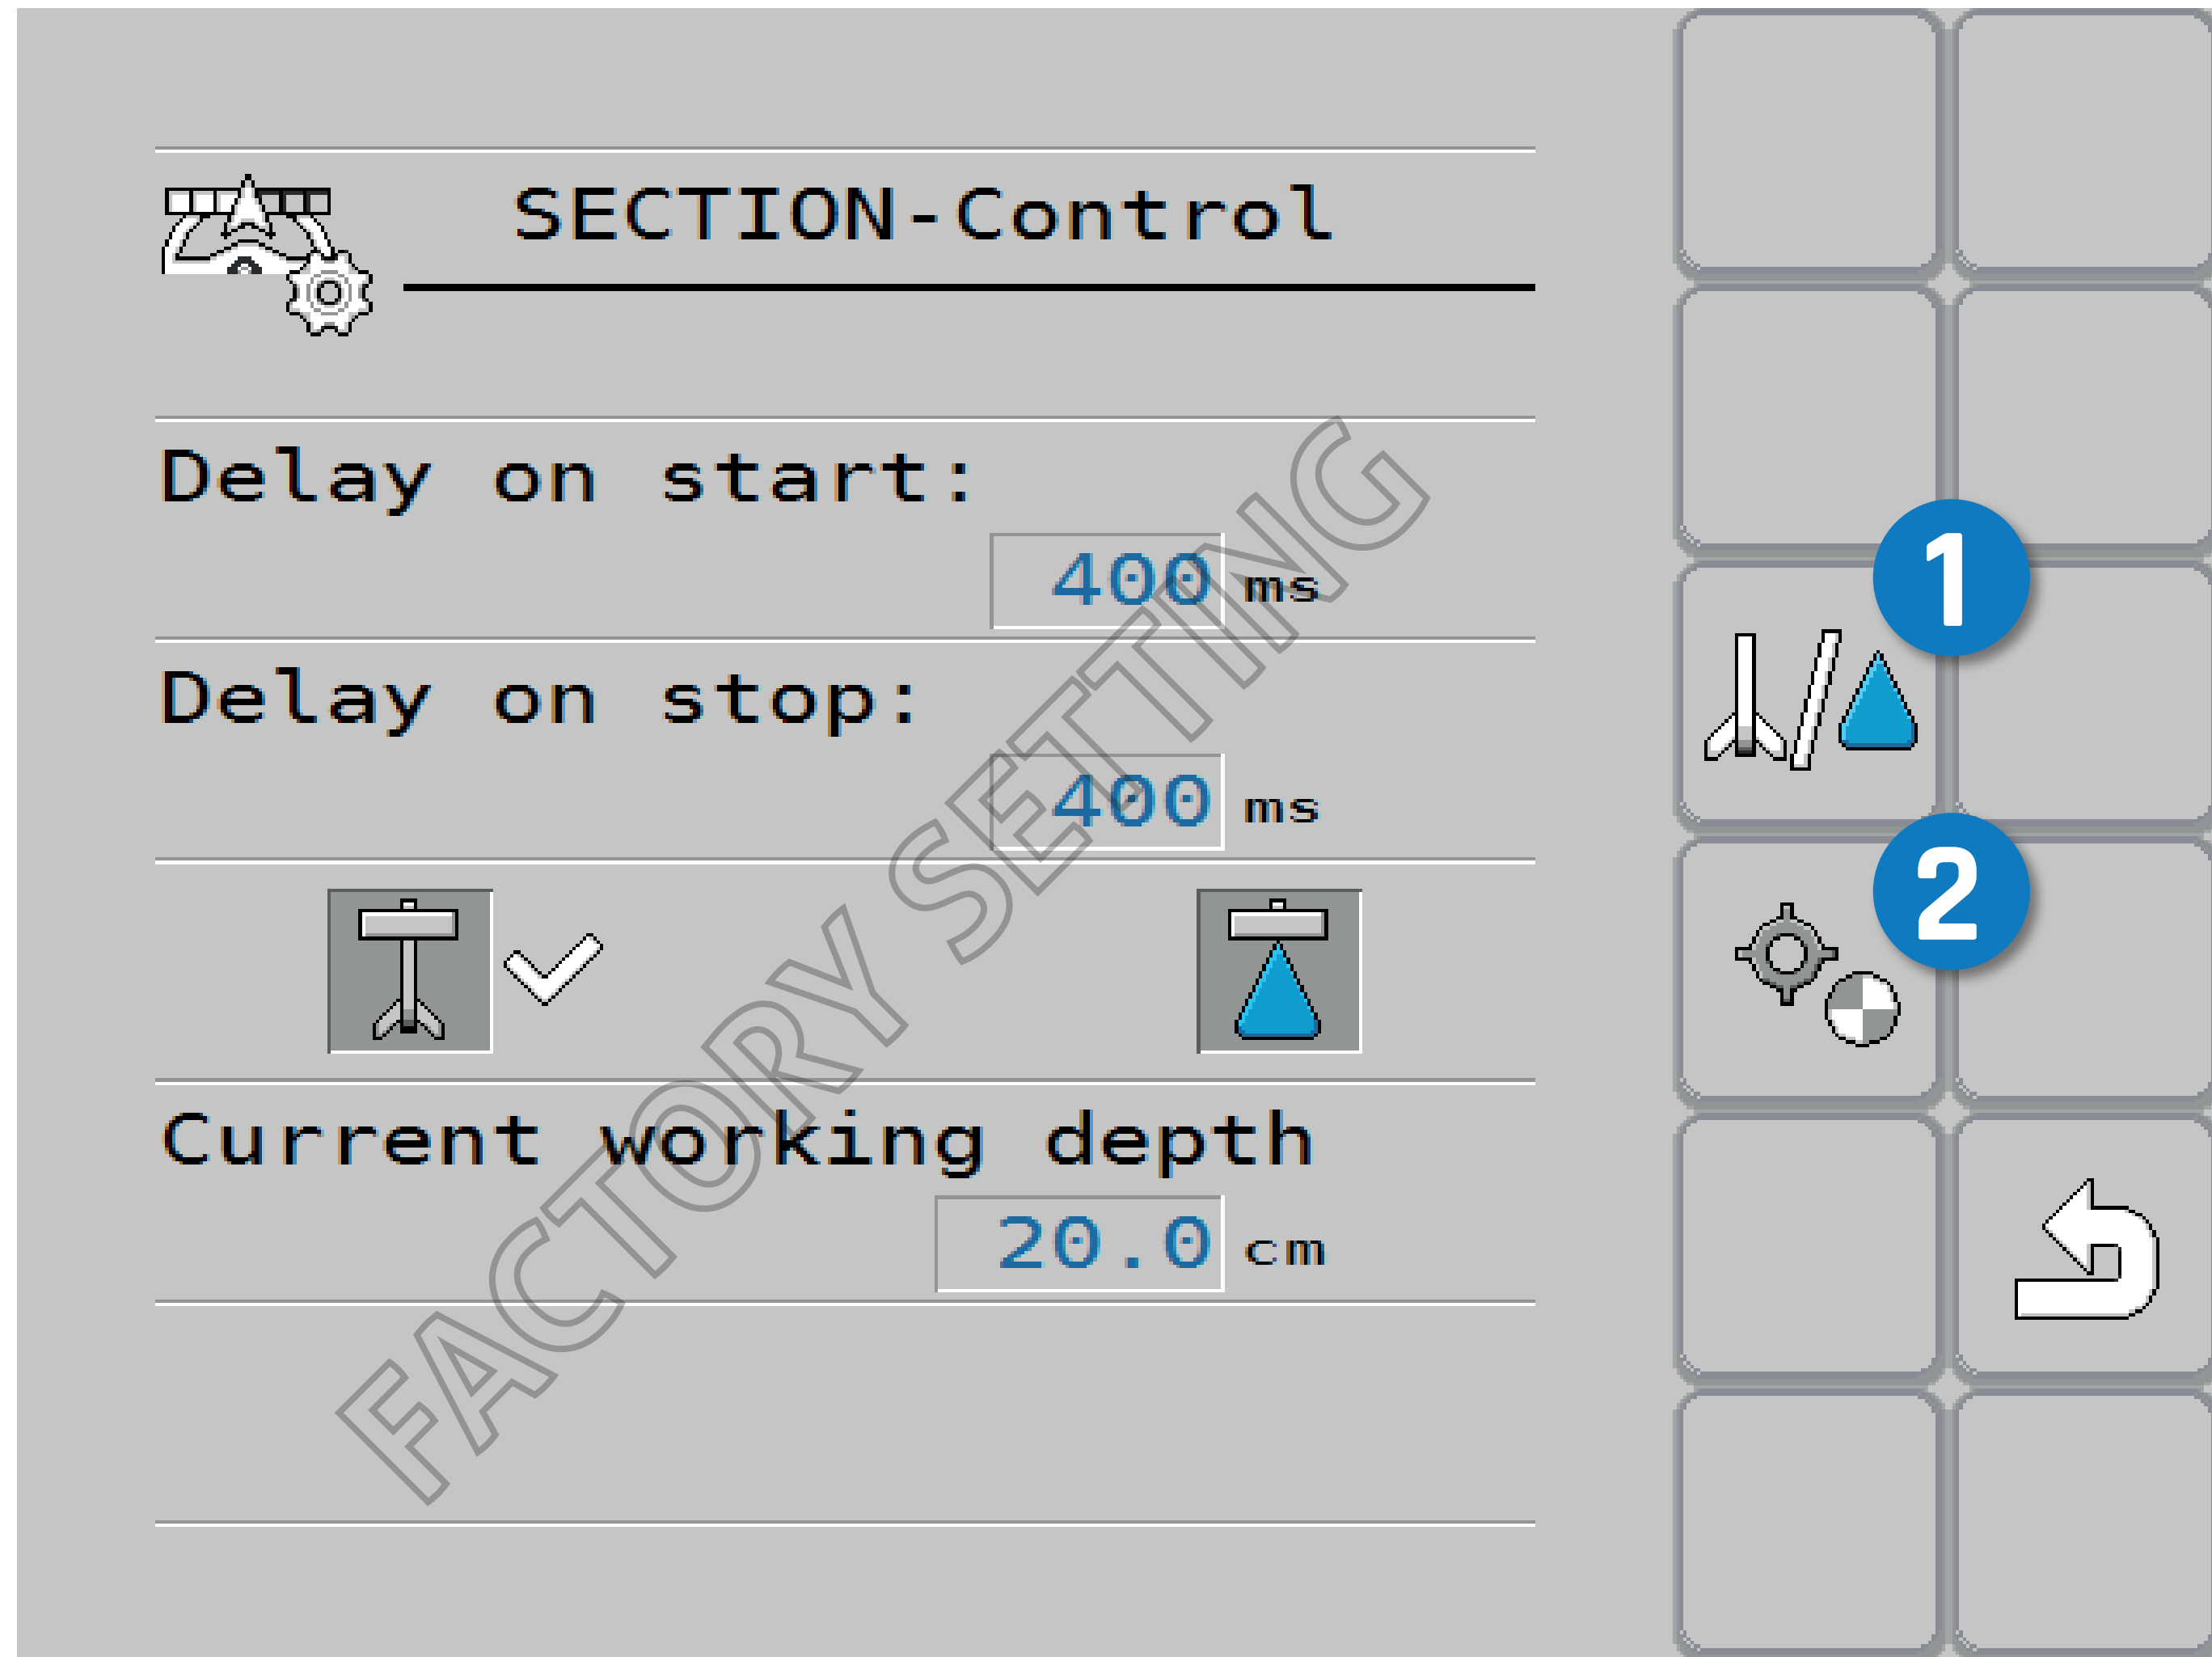 SECTION-Control
Delay on start:
400 ms
Delay on stop:
400 ms
Current working depth
20.0 cm
FACTORY SETTING
1
2